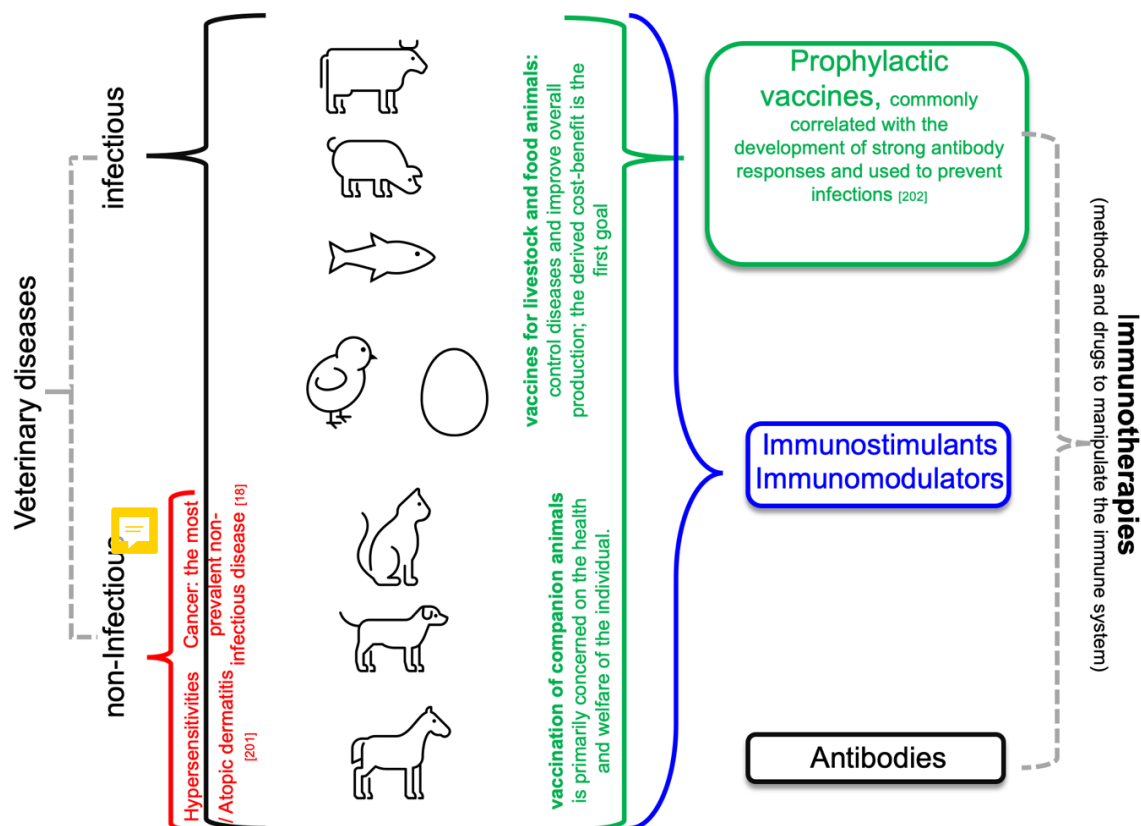 Veterinary diseases
infectious
non-Infectious
Cancer: the most
prevalent non-
infectious disease [18]
Hypersensitivities
/ Atopic dermatitis
[201]
vaccines for livestock and food animals:
control diseases and improve overall
production; the derived cost-benefit is the
first goal
vaccination of companion animals
is primarily concerned on the health
and welfare of the individual.
Prophylactic
vaccines, commonly
correlated with the
development of strong antibody
responses and used to prevent
infections [202]
Immunostimulants
Immunomodulators
Antibodies
Immunotherapies
(methods and drugs to manipulate the immune system)